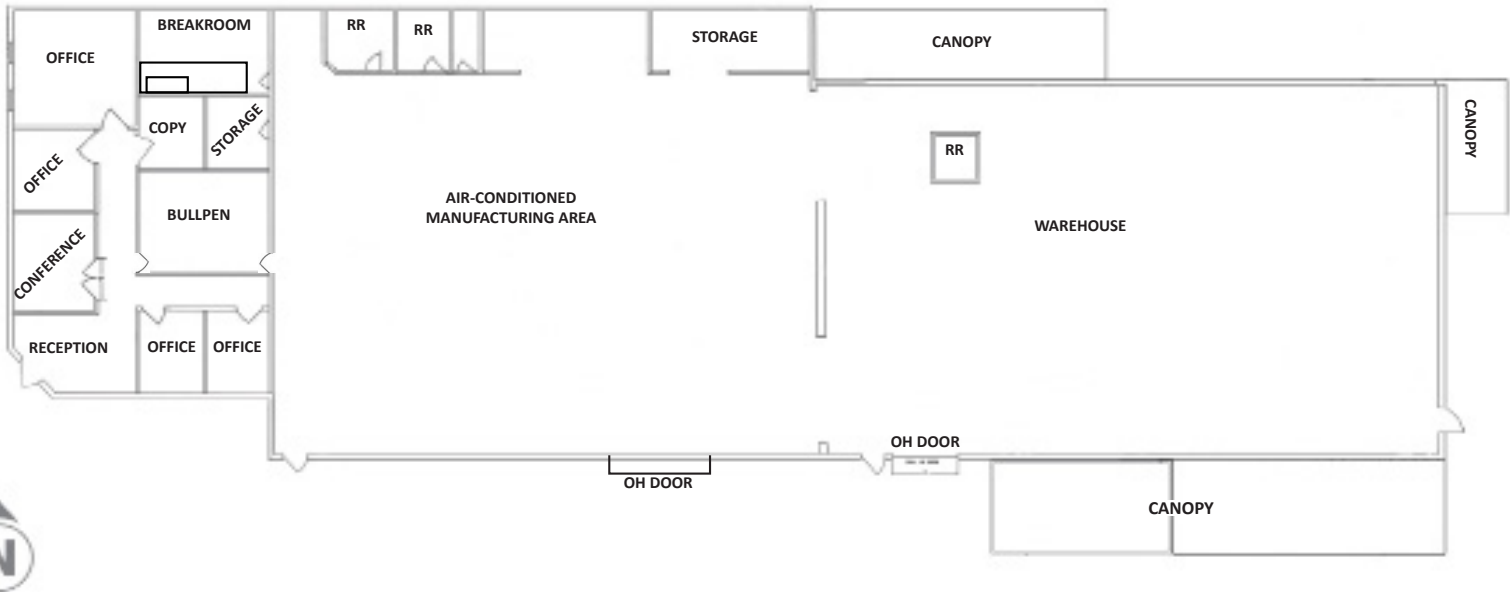 BREAKROOM
RR
RR
STORAGE
CANOPY
OFFICE
CANOPY
COPY
STORAGE
RR
OFFICE
AIR-CONDITIONED
MANUFACTURING AREA
BULLPEN
WAREHOUSE
CONFERENCE
RECEPTION
OFFICE
OFFICE
OH DOOR
OH DOOR
CANOPY
N